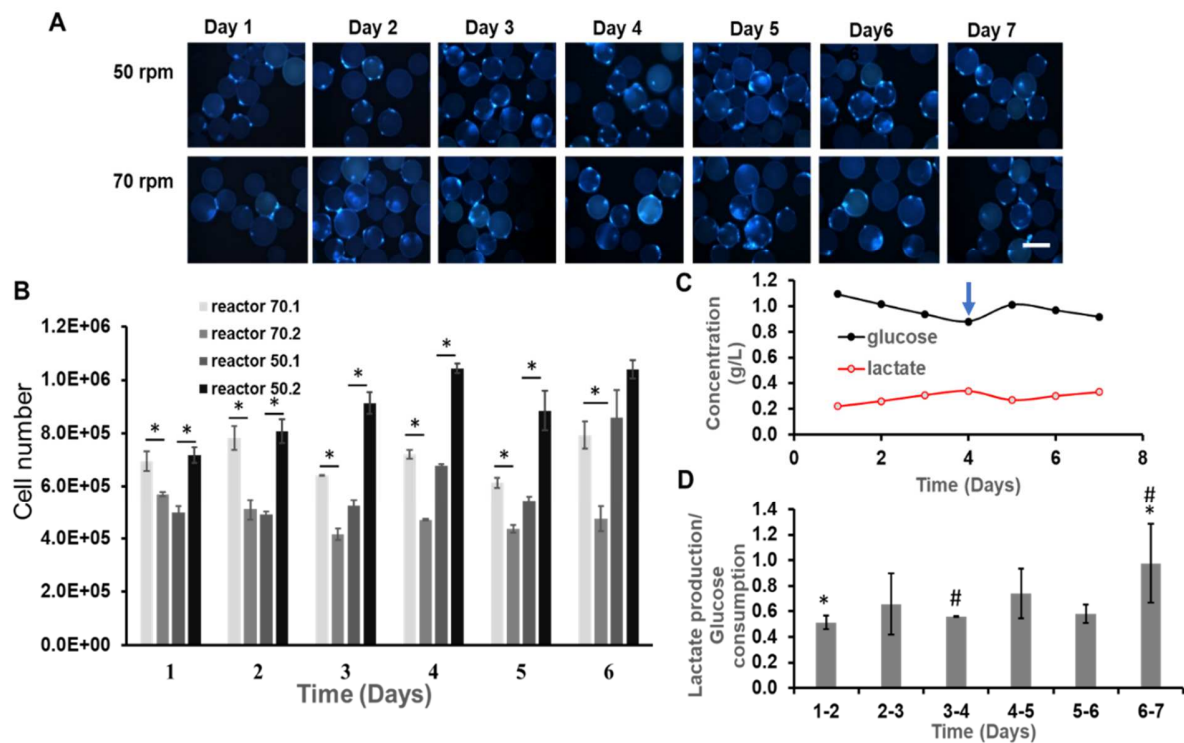 A
Day 1 Day 2 Day 3 Day 4 Day 5 Day6 Day 7
50 rpm
70 rpm
B
reactor 70.1
reactor 70.2
reactor 50.1
reactor 50.2
Cell number
1.2E+06
1.0E+06
8.0E+05
6.0E+05
4.0E+05
2.0E+05
0.0E+00
* * * * * * * * * * *
1 2 3 4 5 6
Time (Days)
C
Concentration
(g/L)
1.2
1.0
0.8
0.6
0.4
0.2
0.0
glucose
lactate
0 2 4 6 8
Time (Days)
D
Lactate production/
Glucose
consumption
1.4
1.2
1.0
0.8
0.6
0.4
0.2
0.0
*
#
#
*
1-2 2-3 3-4 4-5 5-6 6-7
Time (Days)